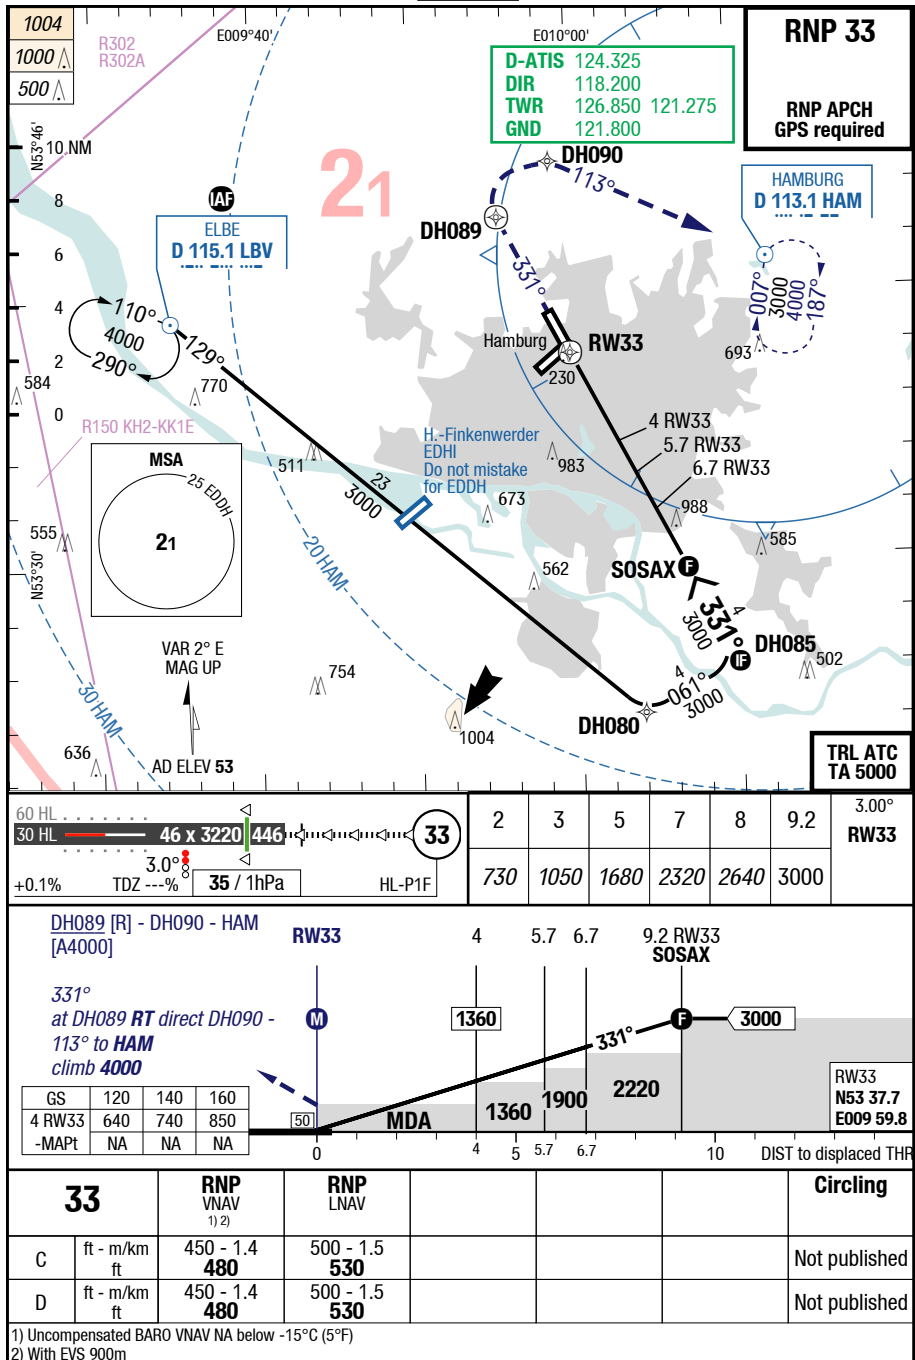 1004
1000
500
R302
R302A
E009°40'
E010°00'
D-ATIS 124.325
DIR 118.200
TWR 126.850 121.275
GND 121.800
RNP 33
RNP APCH
GPS required
N53°46'
10 NM
8
6
4
2
0
21
IAF
ELBE
D 115.1 LBV
DH090
113°
DH089
331°
HAMBURG
D 113.1 HAM
007°
3000
4000
187°
110°
4000
290°
129°
Hamburg
RW33
230
693
584
770
R150 KH2-KK1E
4 RW33
5.7 RW33
6.7 RW33
H.-Finkenwerder
EDHI
Do not mistake
for EDDH
983
511
23
3000
673
988
MSA
25 EDDH
21
555
585
N53°30'
20 HAM
562
SOSAX F
4
331°
3000
DH085
IF
502
VAR 2° E
MAG UP
754
4
061°
3000
DH080
30 HAM
1004
636
AD ELEV 53
TRL ATC
TA 5000
60 HL
30 HL 46 x 3220 446 33
3.0°
+0.1% TDZ ---% 35 / 1hPa HL-P1F
2 3 5 7 8 9.2 3.00°
RW33
730 1050 1680 2320 2640 3000
DH089 [R] - DH090 - HAM
[A4000]
331°
at DH089 RT direct DH090 -
113° to HAM
climb 4000
RW33 4 5.7 6.7 9.2 RW33
SOSAX
M 1360 331° F 3000
50 MDA 1360 1900 2220
RW33
N53 37.7
E009 59.8
GS 120 140 160
4 RW33 640 740 850
-MAPt NA NA NA
0 4 5 5.7 6.7 10 DIST to displaced THR
33 RNP VNAV 1) 2) RNP LNAV Circling
C ft - m/km 450 - 1.4 500 - 1.5 Not published
ft 480 530
D ft - m/km 450 - 1.4 500 - 1.5 Not published
ft 480 530
1) Uncompensated BARO VNAV NA below -15°C (5°F)
2) With EVS 900m